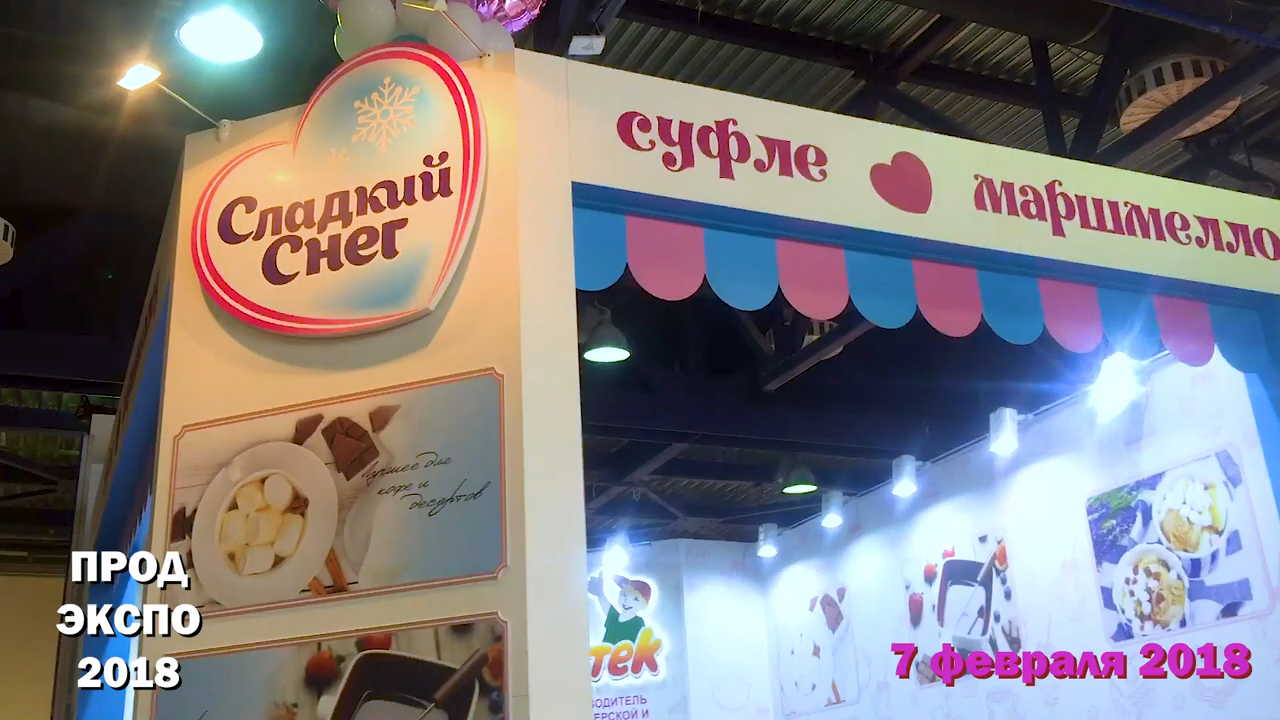 Сладкий
Снег
суфле
маршмелло
лучшее для
кофе и
десертов
тек
ПРОД
ЭКСПО
2018
7 февраля 2018